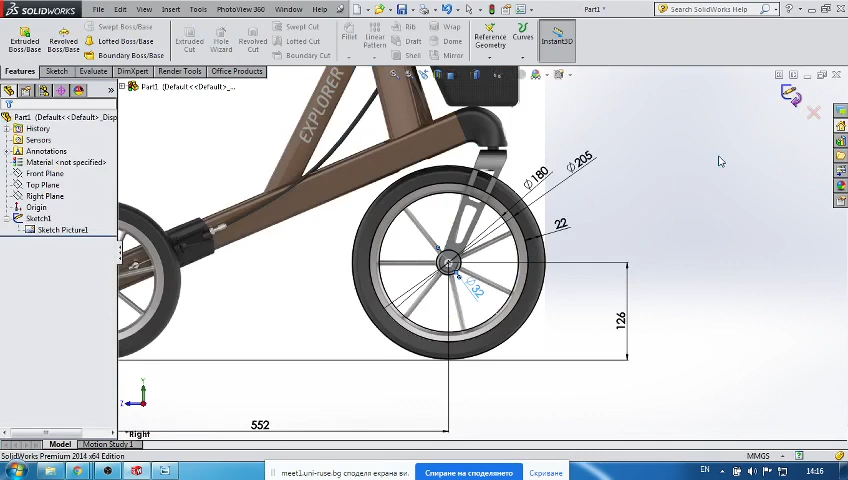 SOLIDWORKS File Edit View Insert Tools PhotoView 360 Window Help Part1 * Search SolidWorks Help
Extruded Boss/Base Revolved Boss/Base Swept Boss/Base Lofted Boss/Base Boundary Boss/Base Extruded Cut Hole Wizard Revolved Cut Swept Cut Lofted Cut Boundary Cut Fillet Linear Pattern Rib Draft Shell Wrap Dome Mirror Reference Geometry Curves Instant3D
Features Sketch Evaluate DimXpert Render Tools Office Products
Part1 (Default<<Default>_...
Part1 (Default<<Default>_Disp
History
Sensors
Annotations
Material <not specified>
Front Plane
Top Plane
Right Plane
Origin
Sketch1
Sketch Picture1
EXPLORER
Ø180
Ø205
22
Ø32
126
552
Y
Z
*Right
Model Motion Study 1
SolidWorks Premium 2014 x64 Edition MMGS
meet1.uni-ruse.bg споделя екрана ви. Спиране на споделянето Скриване
EN 14:16